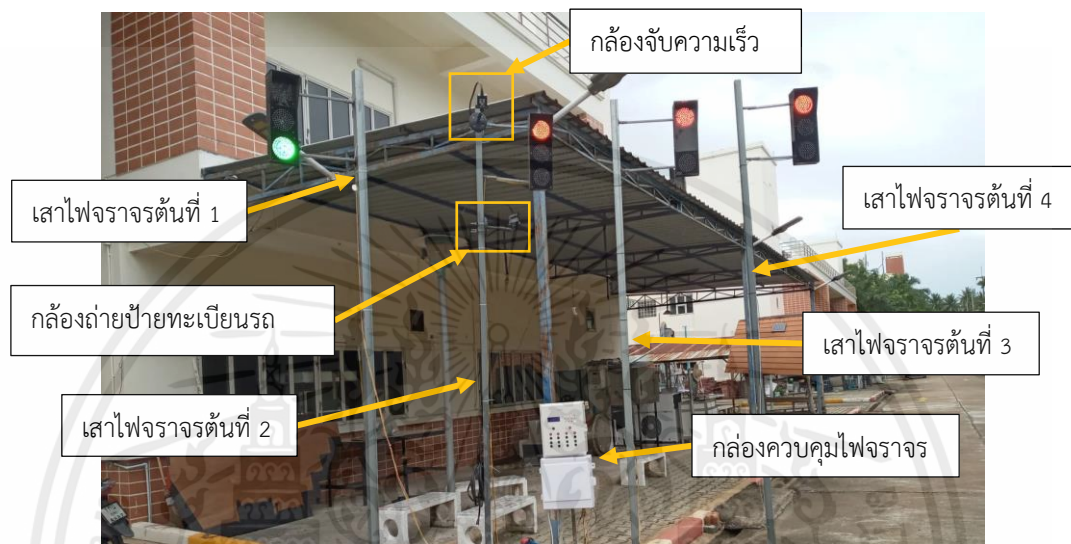 กล้องจับความเร็ว
เสาไฟจราจรต้นที่ 1
เสาไฟจราจรต้นที่ 4
กล้องถ่ายป้ายทะเบียนรถ
เสาไฟจราจรต้นที่ 3
เสาไฟจราจรต้นที่ 2
กล่องควบคุมไฟจราจร